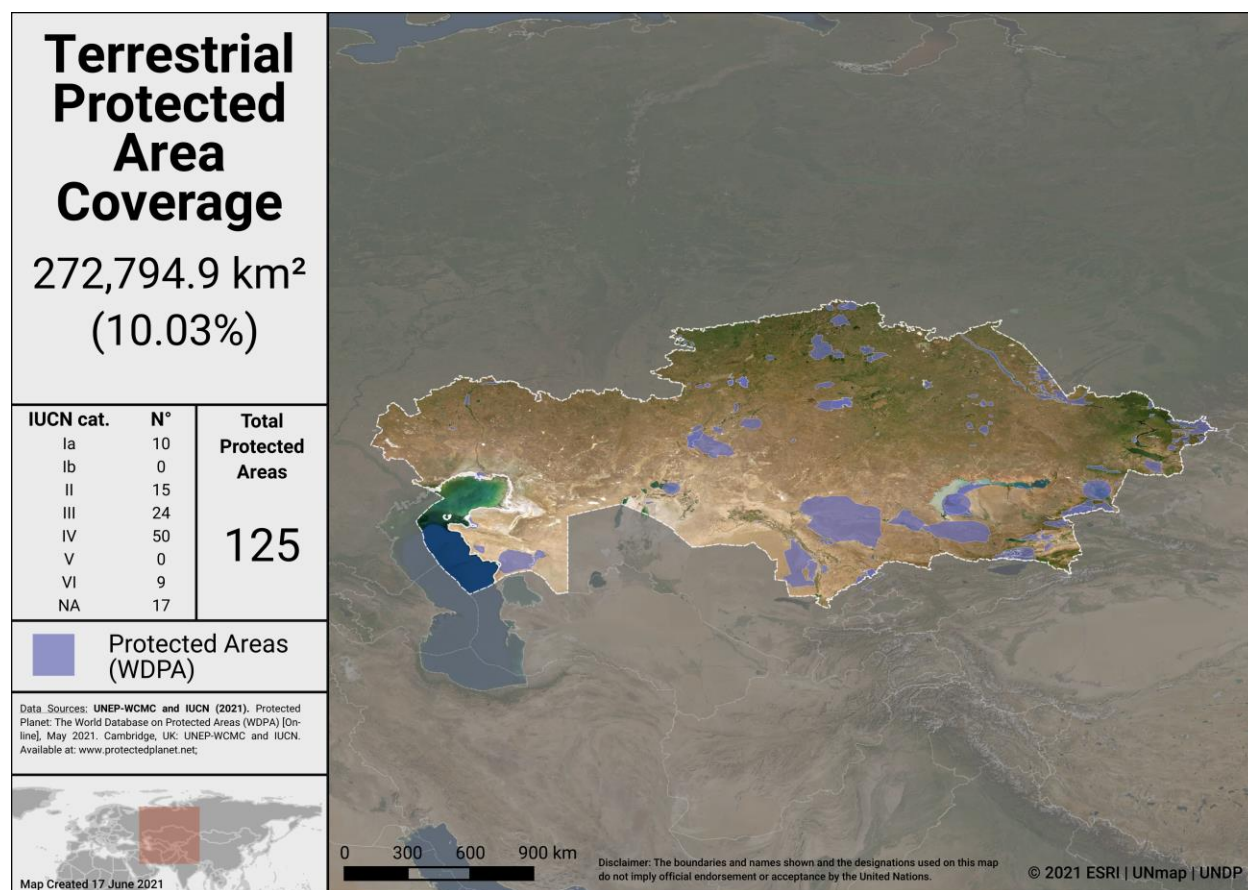 Terrestrial
Protected
Area
Coverage
272,794.9 km²
(10.03%)
IUCN cat. N°
Ia 10
Ib 0
II 15
III 24
IV 50
V 0
VI 9
NA 17
Total
Protected
Areas
125
Protected Areas
(WDPA)
Data Sources: UNEP-WCMC and IUCN (2021). Protected
Planet: The World Database on Protected Areas (WDPA) [On-
line], May 2021. Cambridge, UK: UNEP-WCMC and IUCN.
Available at: www.protectedplanet.net;
Map Created 17 June 2021
0 300 600 900 km
Disclaimer: The boundaries and names shown and the designations used on this map
do not imply official endorsement or acceptance by the United Nations.
© 2021 ESRI | UNmap | UNDP